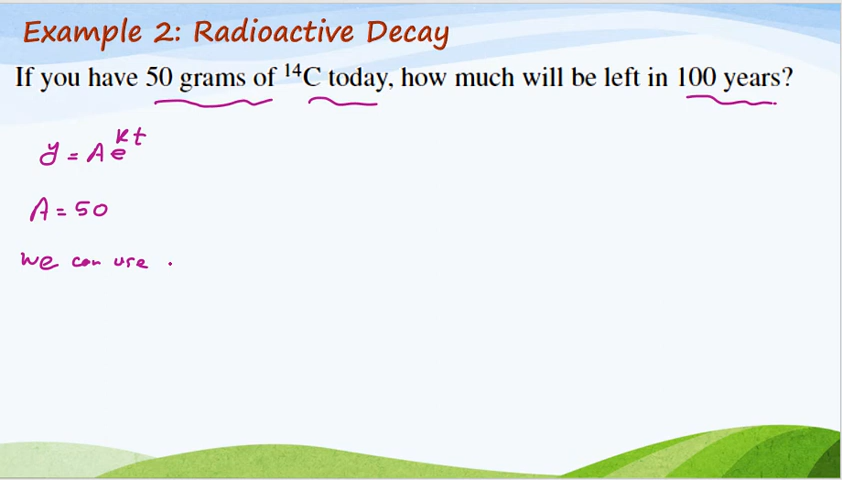 Example 2: Radioactive Decay
If you have 50 grams of ¹⁴C today, how much will be left in 100 years?
y = A e^kt
A = 50
We can use .